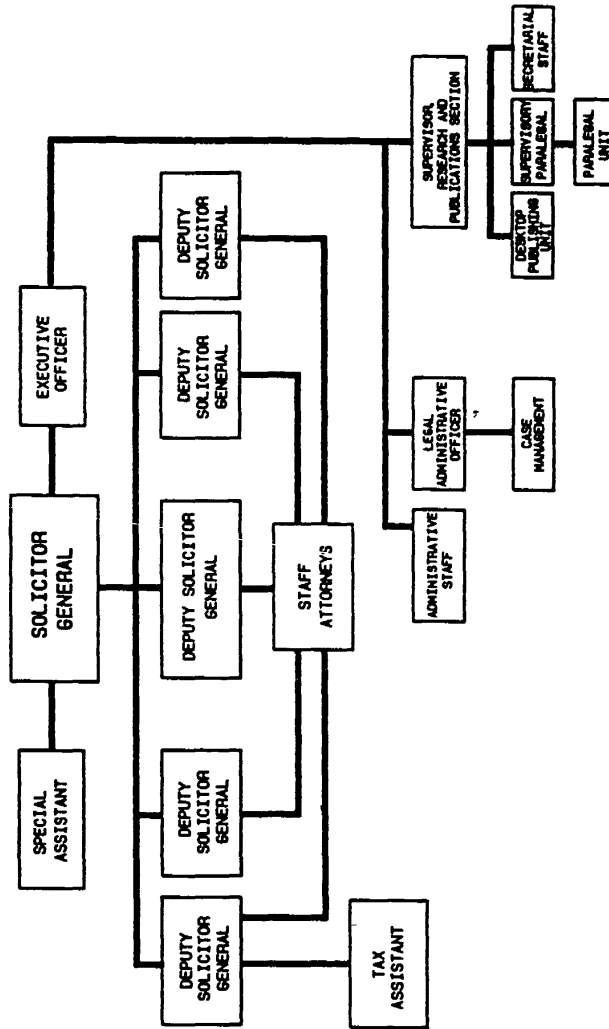 SOLICITOR
GENERAL
SPECIAL
ASSISTANT
EXECUTIVE
OFFICER
DEPUTY
SOLICITOR
GENERAL
DEPUTY
SOLICITOR
GENERAL
DEPUTY SOLICITOR
GENERAL
DEPUTY
SOLICITOR
GENERAL
DEPUTY
SOLICITOR
GENERAL
TAX
ASSISTANT
STAFF
ATTORNEYS
ADMINISTRATIVE
STAFF
LEGAL
ADMINISTRATIVE
OFFICER
CASE
MANAGEMENT
SUPERVISOR,
RESEARCH AND
PUBLICATIONS SECTION
DESKTOP
PUBLISHING
UNIT
SUPERVISORY
PARALEGAL
SECRETARIAL
STAFF
PARALEGAL
UNIT